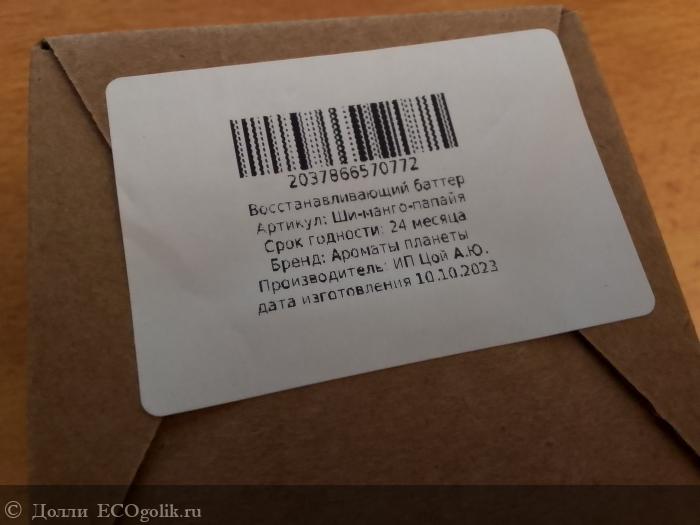 2037866570772
Восстанавливающий баттер
Артикул: Ши-манго-папайя
Срок годности: 24 месяца
Бренд: Ароматы планеты
Производитель: ИП Цой А.Ю.
дата изготовления 10.10.2023
© Долли ECOgolik.ru